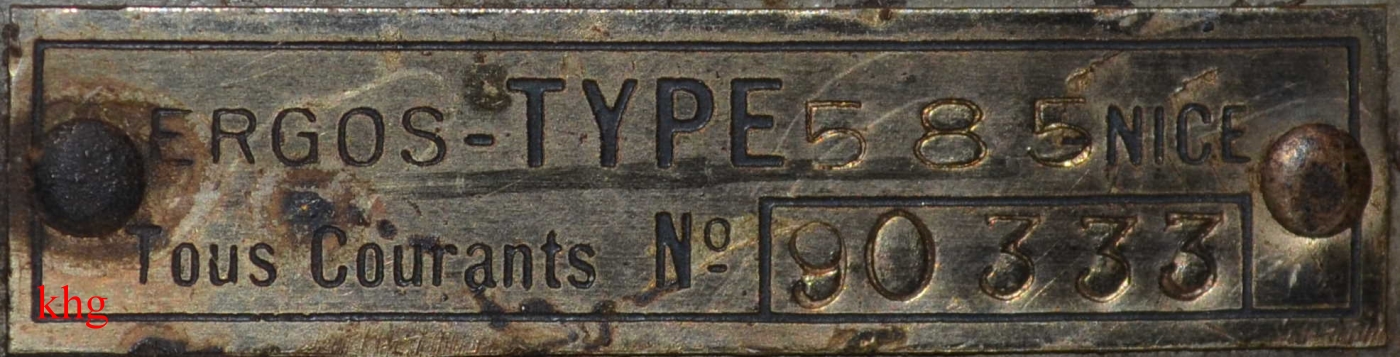 ERGOS-TYPE 585 NICE
Tous Courants Nº 90333
khg